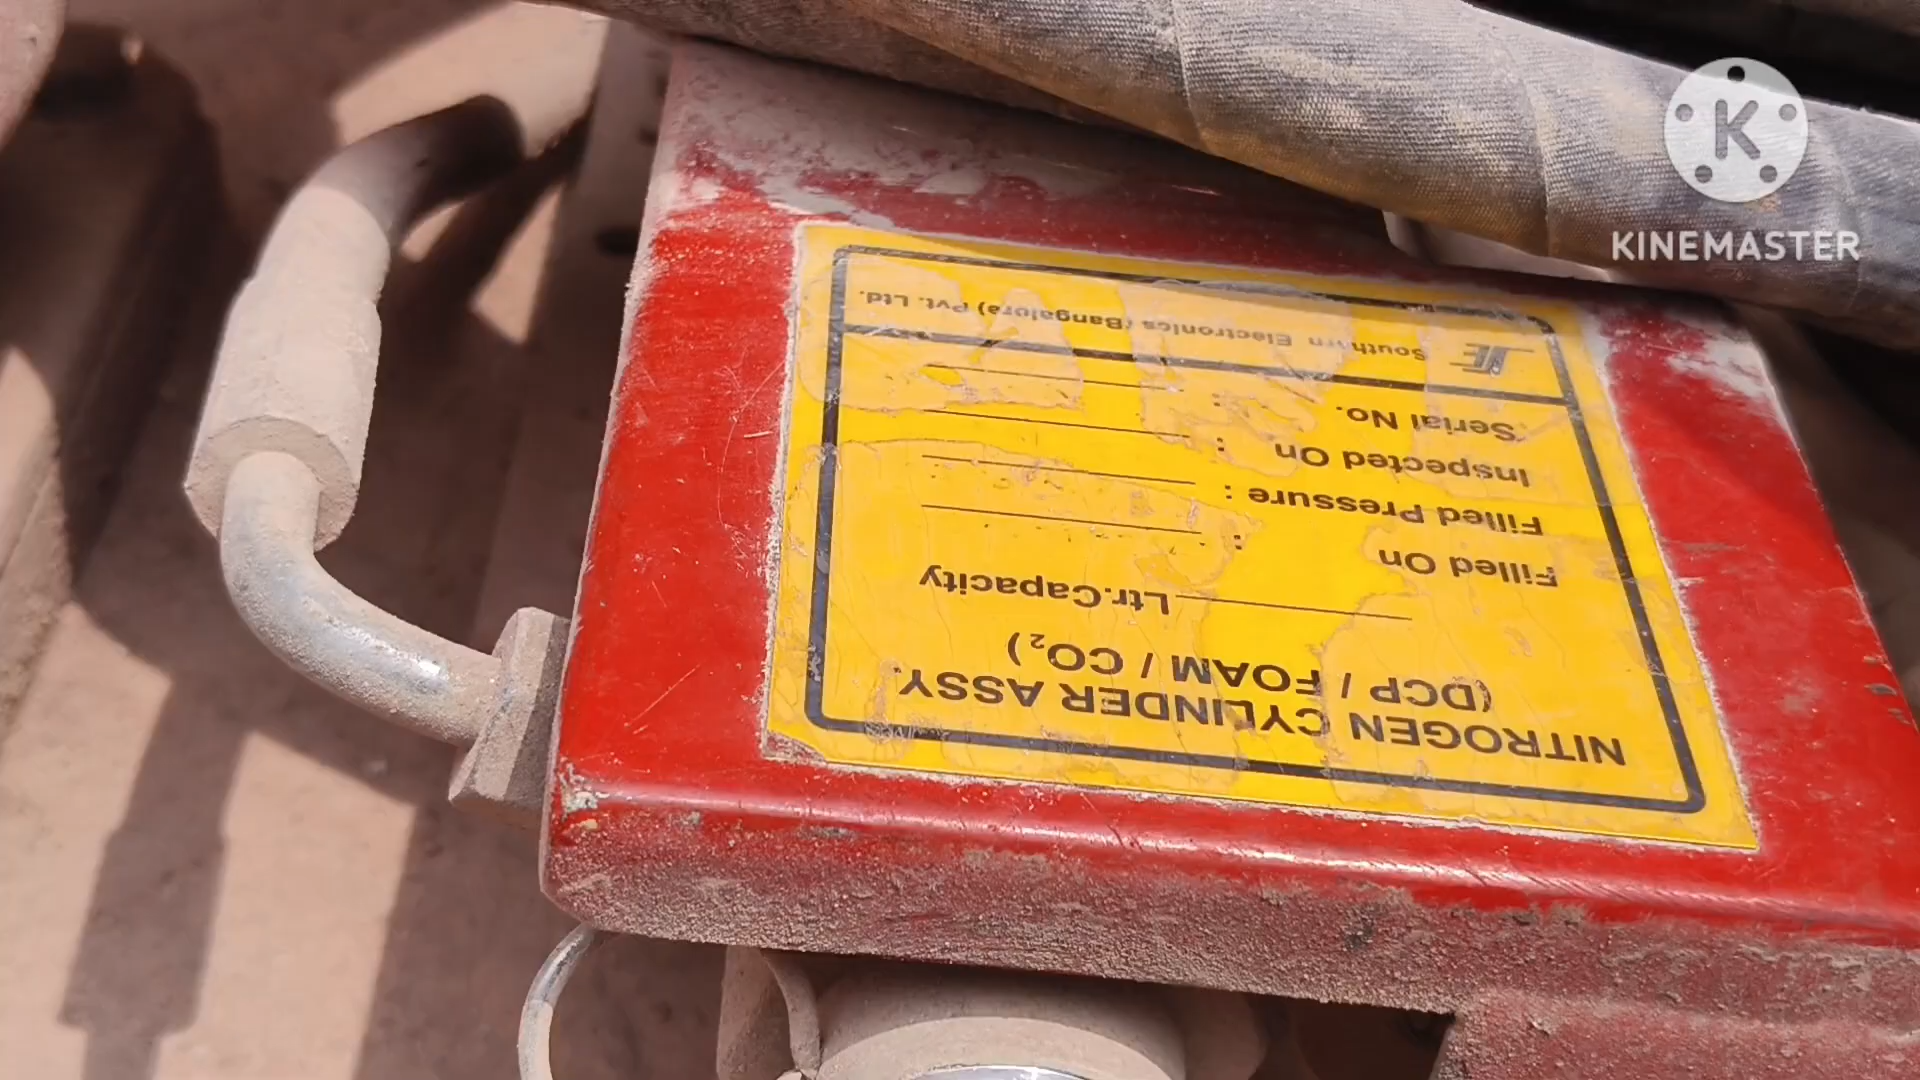 NITROGEN CYLINDER ASSY.
(DCP / FOAM / CO₂)
Ltr.Capacity
Filled On :
Filled Pressure :
Inspected On :
Serial No. :
Southern Electronics (Bangalore) Pvt. Ltd.
KINEMASTER